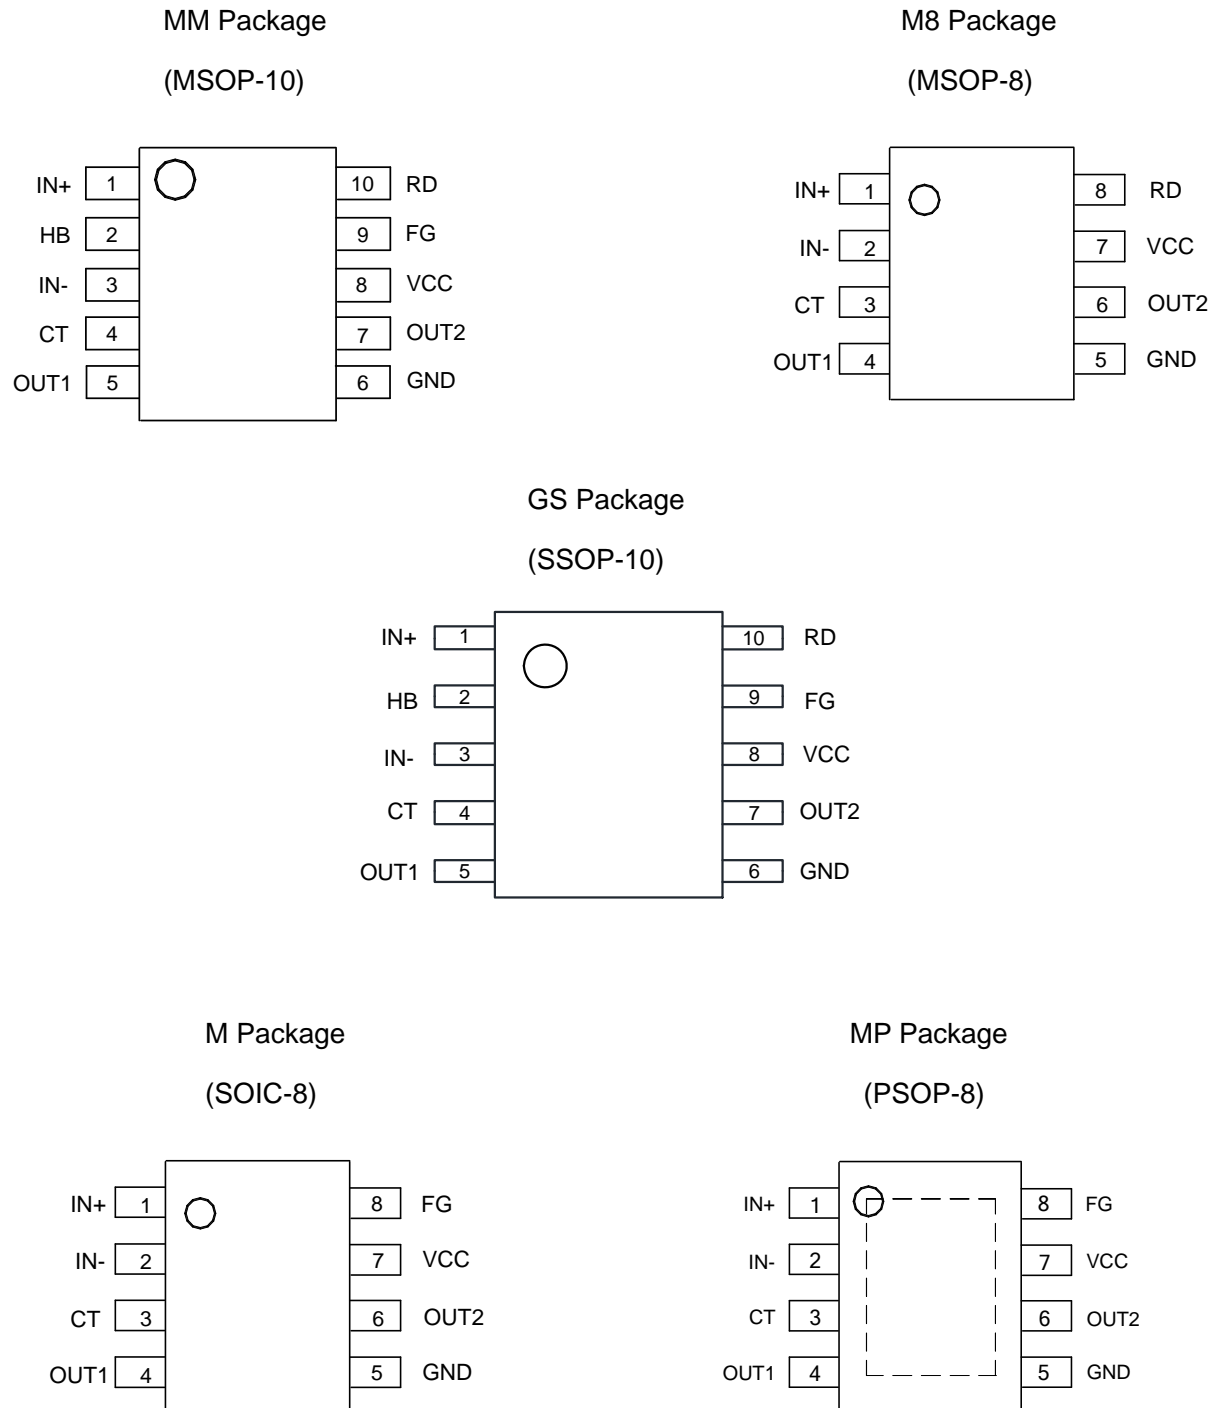 MM Package
(MSOP-10)
IN+ 1 10 RD
HB 2 9 FG
IN- 3 8 VCC
CT 4 7 OUT2
OUT1 5 6 GND
M8 Package
(MSOP-8)
IN+ 1 8 RD
IN- 2 7 VCC
CT 3 6 OUT2
OUT1 4 5 GND
GS Package
(SSOP-10)
IN+ 1 10 RD
HB 2 9 FG
IN- 3 8 VCC
CT 4 7 OUT2
OUT1 5 6 GND
M Package
(SOIC-8)
IN+ 1 8 FG
IN- 2 7 VCC
CT 3 6 OUT2
OUT1 4 5 GND
MP Package
(PSOP-8)
IN+ 1 8 FG
IN- 2 7 VCC
CT 3 6 OUT2
OUT1 4 5 GND